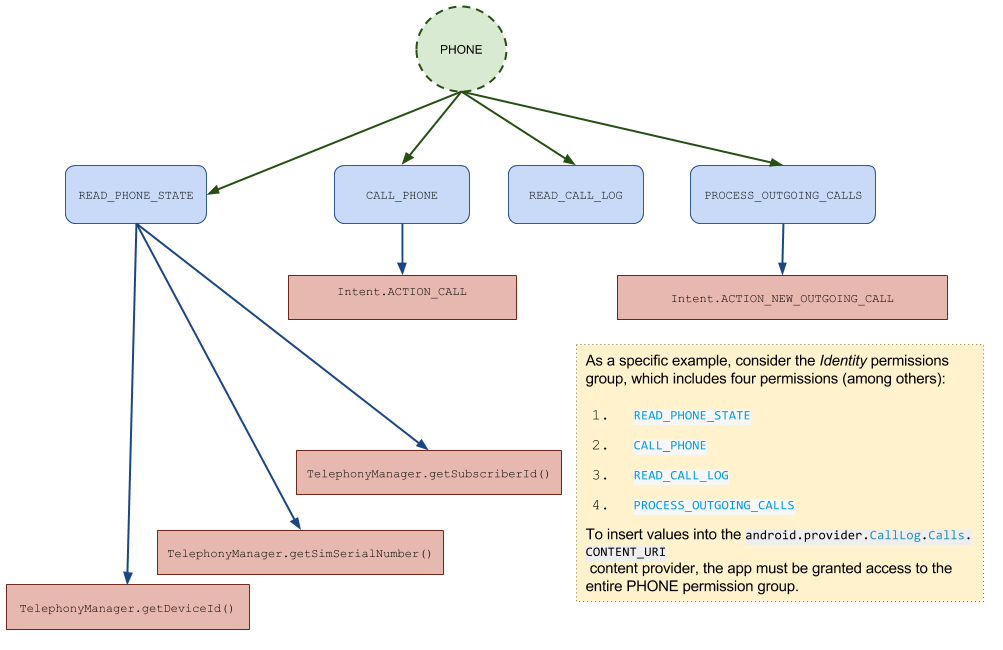 PHONE
READ_PHONE_STATE
CALL_PHONE
READ_CALL_LOG
PROCESS_OUTGOING_CALLS
Intent.ACTION_CALL
Intent.ACTION_NEW_OUTGOING_CALL
As a specific example, consider the Identity permissions
group, which includes four permissions (among others):
1. READ_PHONE_STATE
2. CALL_PHONE
3. READ_CALL_LOG
4. PROCESS_OUTGOING_CALLS
To insert values into the android.provider.CallLog.Calls.
CONTENT_URI
content provider, the app must be granted access to the
entire PHONE permission group.
TelephonyManager.getSubscriberId()
TelephonyManager.getSimSerialNumber()
TelephonyManager.getDeviceId()